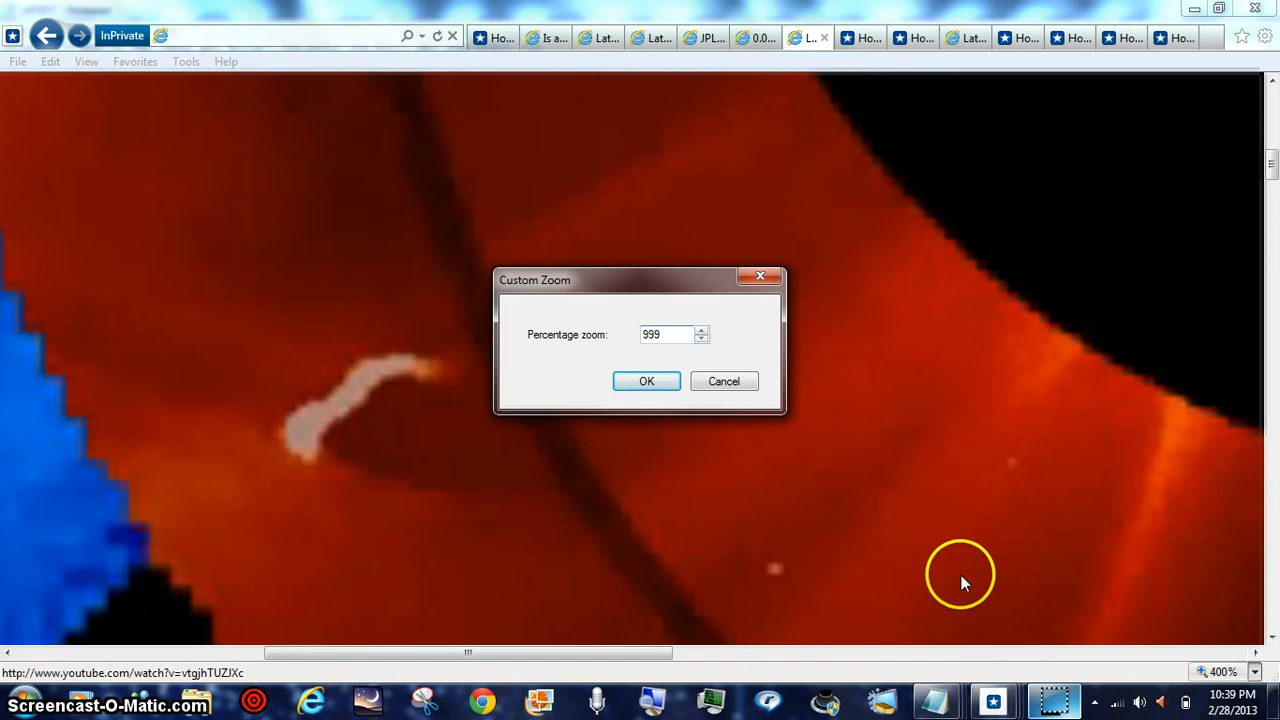 InPrivate
Ho...
Is a...
Lat...
Lat...
JPL...
0.0...
L...
Ho...
Ho...
Lat...
Ho...
Ho...
Ho...
Ho...
File Edit View Favorites Tools Help
Custom Zoom
Percentage zoom: 999
OK Cancel
http://www.youtube.com/watch?v=vtgjhTUZJXc
400%
Screencast-O-Matic.com
10:39 PM
2/28/2013